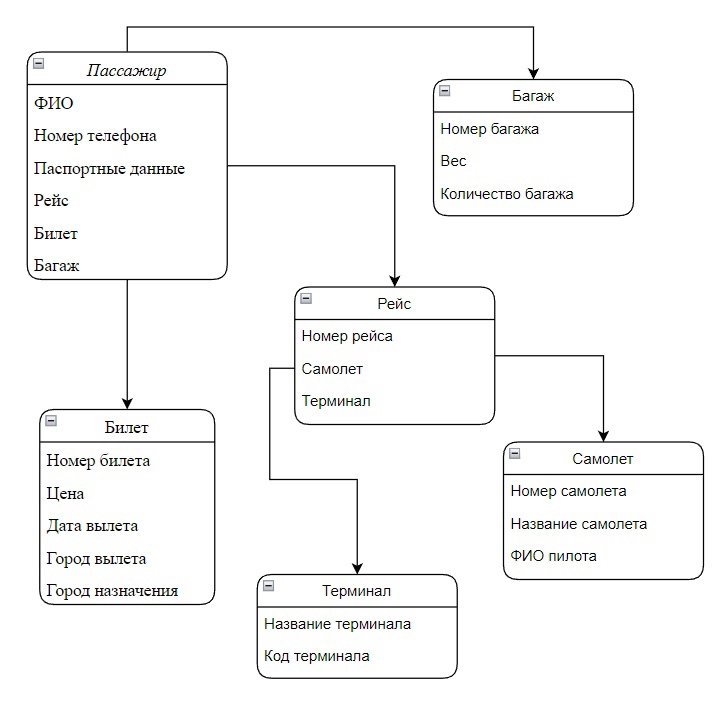 Пассажир
ФИО
Номер телефона
Паспортные данные
Рейс
Билет
Багаж
Багаж
Номер багажа
Вес
Количество багажа
Рейс
Номер рейса
Самолет
Терминал
Билет
Номер билета
Цена
Дата вылета
Город вылета
Город назначения
Самолет
Номер самолета
Название самолета
ФИО пилота
Терминал
Название терминала
Код терминала